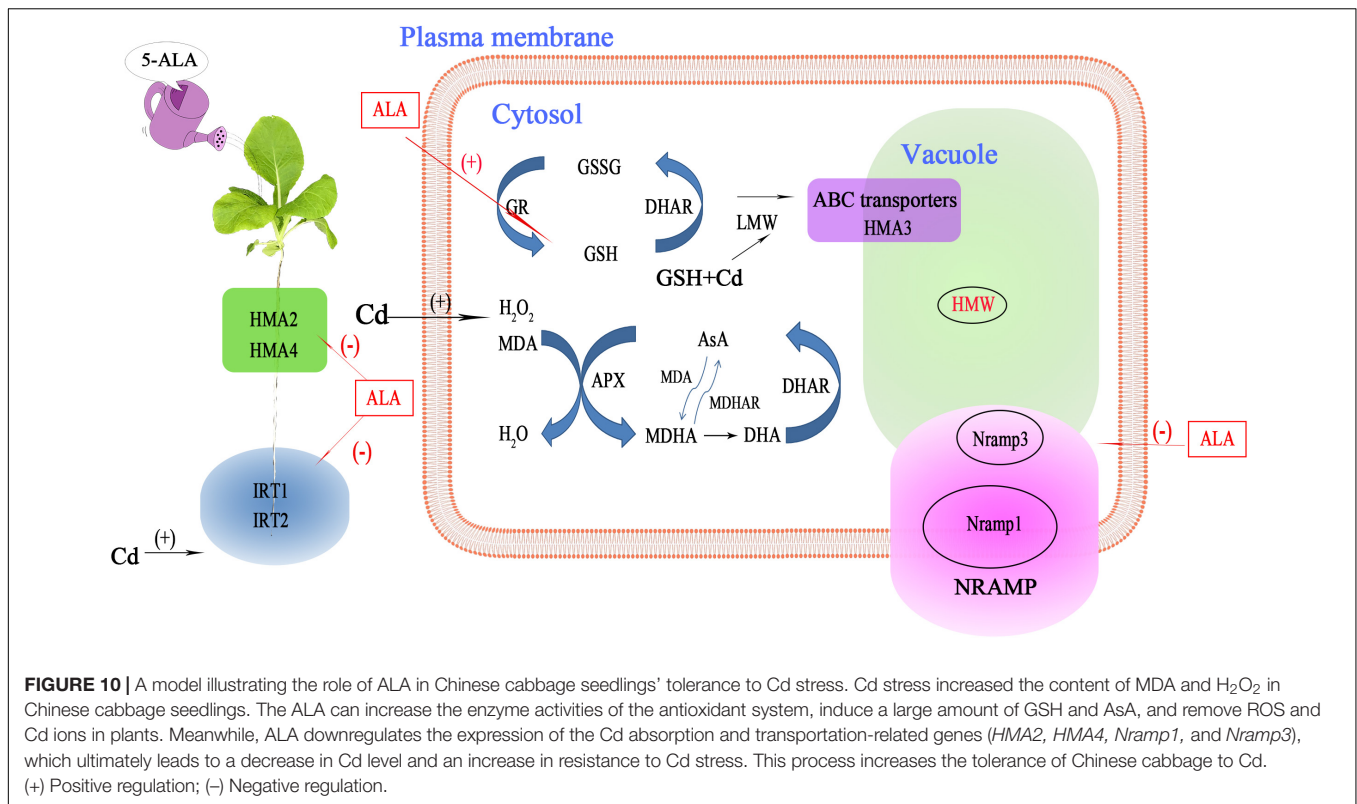 Plasma membrane
5-ALA
ALA
Cytosol
(+)
Vacuole
GSSG
GR
DHAR
GSH
LMW
GSH+Cd
ABC transporters
HMA3
HMW
HMA2
HMA4
(-)
ALA
(-)
IRT1
IRT2
Cd
(+)
Cd
(+)
H₂O₂
MDA
APX
H₂O
AsA
MDA
MDHAR
DHAR
MDHA
DHA
Nramp3
(-)
ALA
Nramp1
NRAMP
FIGURE 10 | A model illustrating the role of ALA in Chinese cabbage seedlings' tolerance to Cd stress. Cd stress increased the content of MDA and H₂O₂ in
Chinese cabbage seedlings. The ALA can increase the enzyme activities of the antioxidant system, induce a large amount of GSH and AsA, and remove ROS and
Cd ions in plants. Meanwhile, ALA downregulates the expression of the Cd absorption and transportation-related genes (HMA2, HMA4, Nramp1, and Nramp3),
which ultimately leads to a decrease in Cd level and an increase in resistance to Cd stress. This process increases the tolerance of Chinese cabbage to Cd.
(+) Positive regulation; (–) Negative regulation.